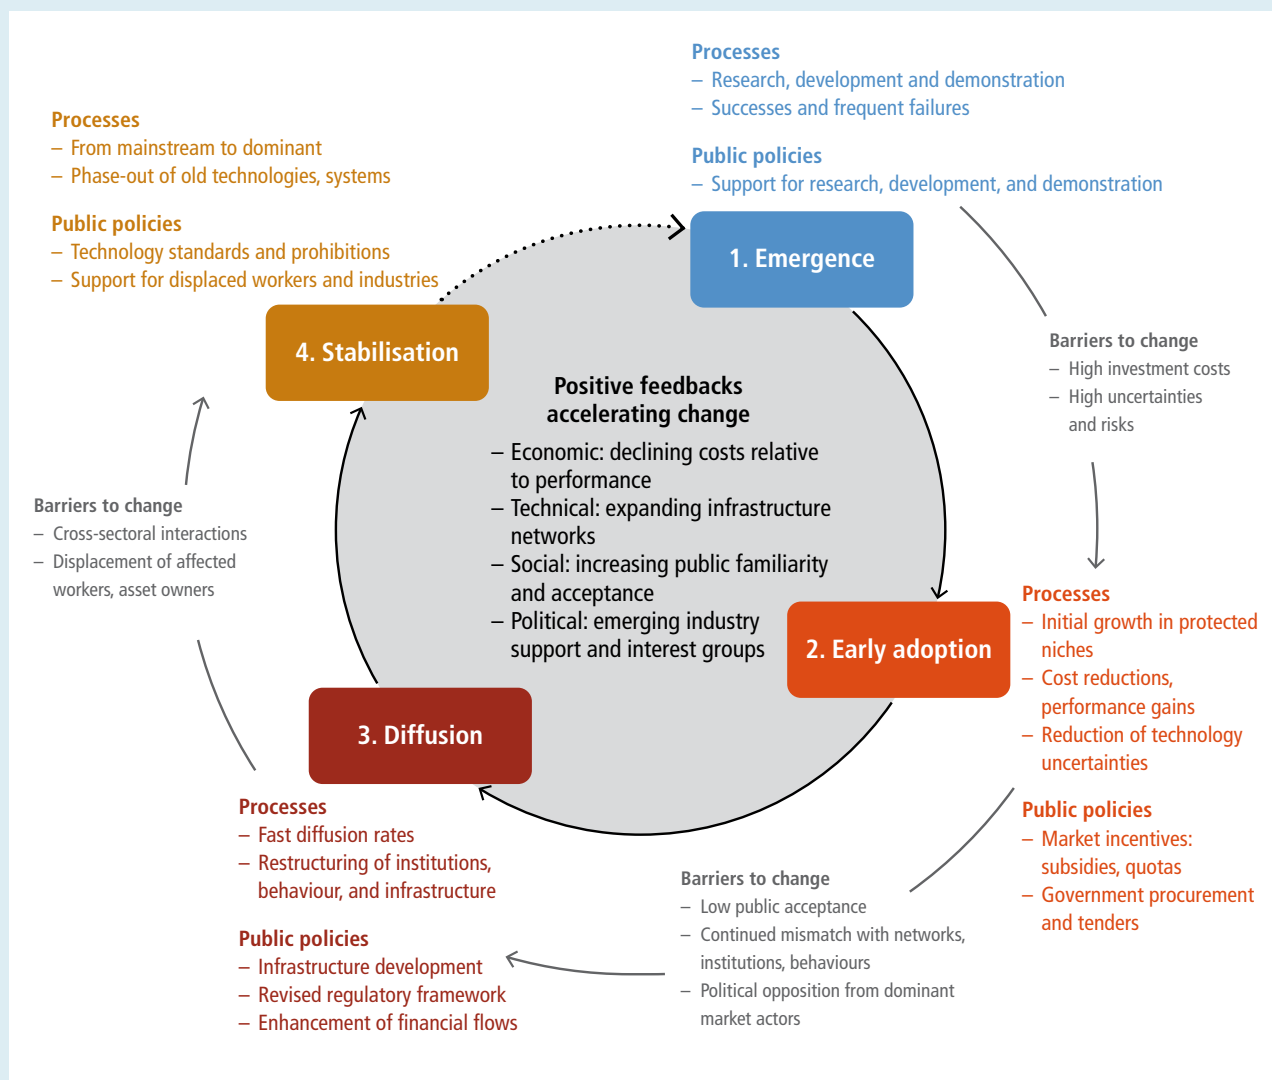 Processes
– Research, development and demonstration
– Successes and frequent failures
Public policies
– Support for research, development, and demonstration
1. Emergence
Barriers to change
– High investment costs
– High uncertainties
and risks
Processes
– Initial growth in protected
niches
– Cost reductions,
performance gains
– Reduction of technology
uncertainties
Public policies
– Market incentives:
subsidies, quotas
– Government procurement
and tenders
2. Early adoption
Barriers to change
– Low public acceptance
– Continued mismatch with networks,
institutions, behaviours
– Political opposition from dominant
market actors
3. Diffusion
Processes
– Fast diffusion rates
– Restructuring of institutions,
behaviour, and infrastructure
Public policies
– Infrastructure development
– Revised regulatory framework
– Enhancement of financial flows
Barriers to change
– Cross-sectoral interactions
– Displacement of affected
workers, asset owners
Processes
– From mainstream to dominant
– Phase-out of old technologies, systems
Public policies
– Technology standards and prohibitions
– Support for displaced workers and industries
4. Stabilisation
Positive feedbacks
accelerating change
– Economic: declining costs relative
to performance
– Technical: expanding infrastructure
networks
– Social: increasing public familiarity
and acceptance
– Political: emerging industry
support and interest groups